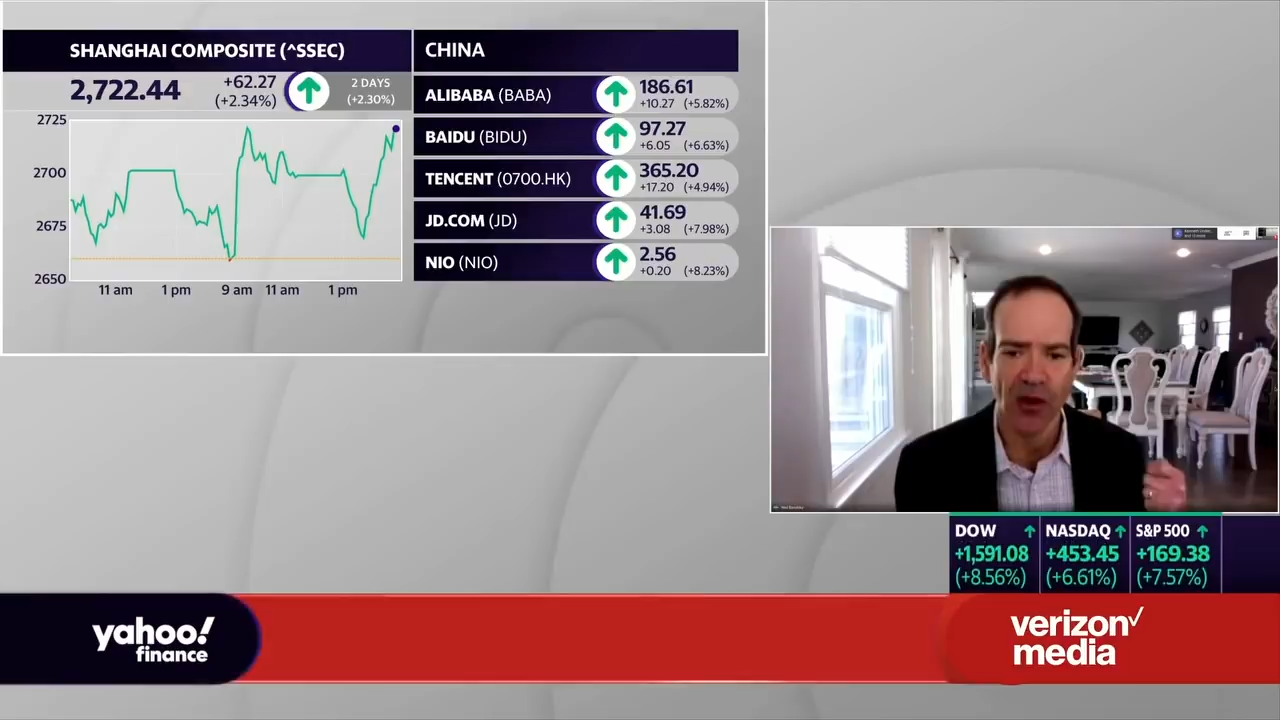 SHANGHAI COMPOSITE (^SSEC)
2,722.44
+62.27
(+2.34%)
2 DAYS
(+2.30%)
2725
2700
2675
2650
11 am
1 pm
9 am
11 am
1 pm
CHINA
ALIBABA (BABA)
186.61
+10.27 (+5.82%)
BAIDU (BIDU)
97.27
+6.05 (+6.63%)
TENCENT (0700.HK)
365.20
+17.20 (+4.94%)
JD.COM (JD)
41.69
+3.08 (+7.98%)
NIO (NIO)
2.56
+0.20 (+8.23%)
DOW
+1,591.08
(+8.56%)
NASDAQ
+453.45
(+6.61%)
S&P 500
+169.38
(+7.57%)
yahoo!
finance
verizon
media